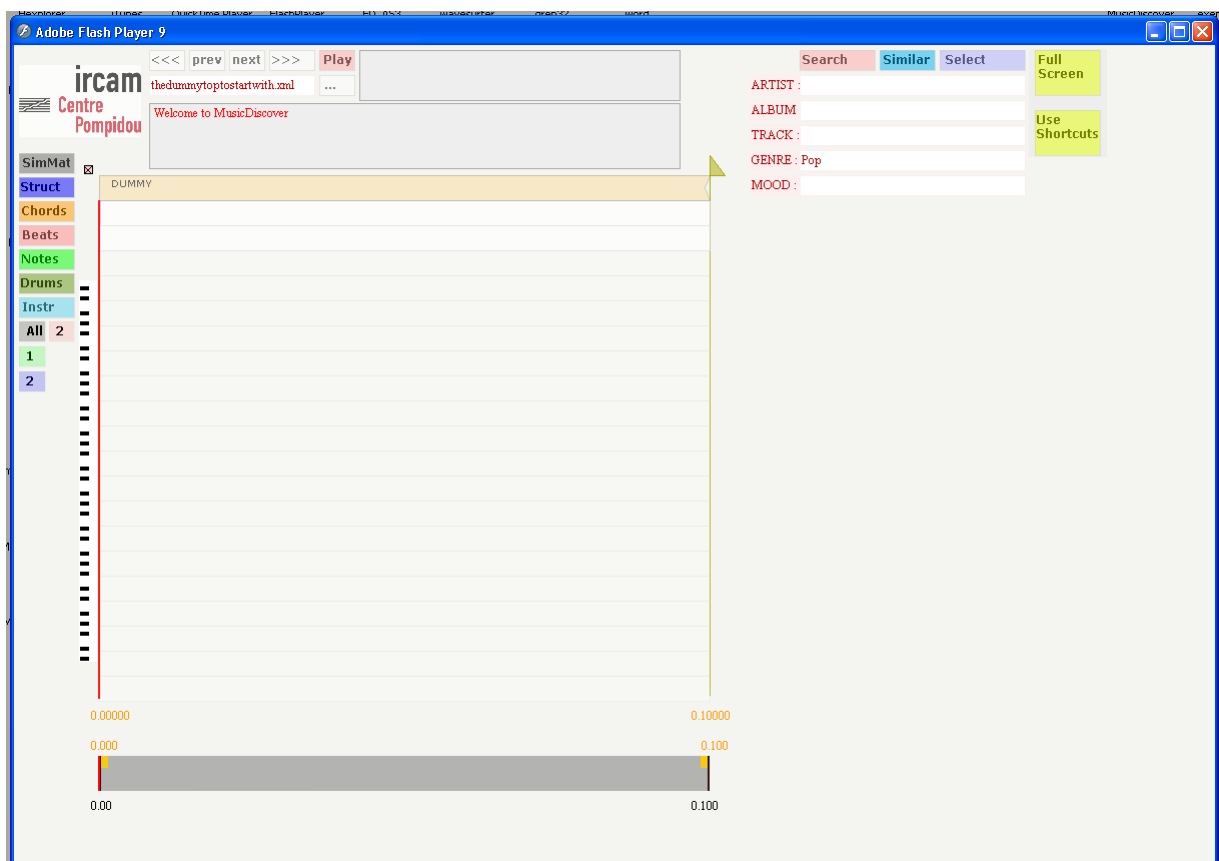 Adobe Flash Player 9
<<< prev next >>> Play
thedummytoptostartwith.xml ...
Welcome to MusicDiscover
ircam
Centre
Pompidou
Search Similar Select
ARTIST :
ALBUM
TRACK :
GENRE : Pop
MOOD :
Full
Screen
Use
Shortcuts
SimMat
Struct
Chords
Beats
Notes
Drums
Instr
All 2
1
2
DUMMY
0.00000 0.10000
0.000 0.100
0.00 0.100